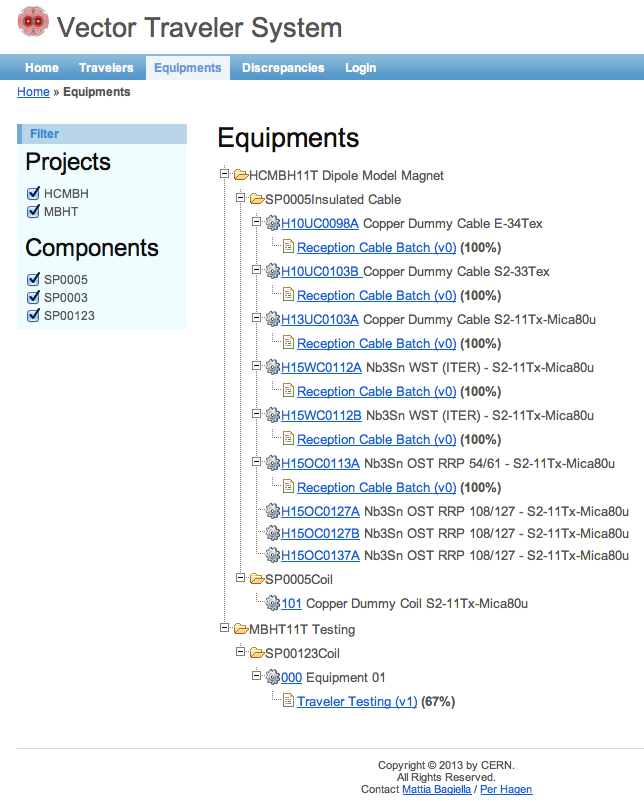 Vector Traveler System
Home Travelers Equipments Discrepancies Login
Home » Equipments
Filter
Projects
HCMBH
MBHT
Components
SP0005
SP0003
SP00123
Equipments
HCMBH11T Dipole Model Magnet
SP0005Insulated Cable
H10UC0098A Copper Dummy Cable E-34Tex
Reception Cable Batch (v0) (100%)
H10UC0103B Copper Dummy Cable S2-33Tex
Reception Cable Batch (v0) (100%)
H13UC0103A Copper Dummy Cable S2-11Tx-Mica80u
Reception Cable Batch (v0) (100%)
H15WC0112A Nb3Sn WST (ITER) - S2-11Tx-Mica80u
Reception Cable Batch (v0) (100%)
H15WC0112B Nb3Sn WST (ITER) - S2-11Tx-Mica80u
Reception Cable Batch (v0) (100%)
H15OC0113A Nb3Sn OST RRP 54/61 - S2-11Tx-Mica80u
Reception Cable Batch (v0) (100%)
H15OC0127A Nb3Sn OST RRP 108/127 - S2-11Tx-Mica80u
H15OC0127B Nb3Sn OST RRP 108/127 - S2-11Tx-Mica80u
H15OC0137A Nb3Sn OST RRP 108/127 - S2-11Tx-Mica80u
SP0005Coil
101 Copper Dummy Coil S2-11Tx-Mica80u
MBHT11T Testing
SP00123Coil
000 Equipment 01
Traveler Testing (v1) (67%)
Copyright © 2013 by CERN.
All Rights Reserved.
Contact Mattia Bagiella / Per Hagen